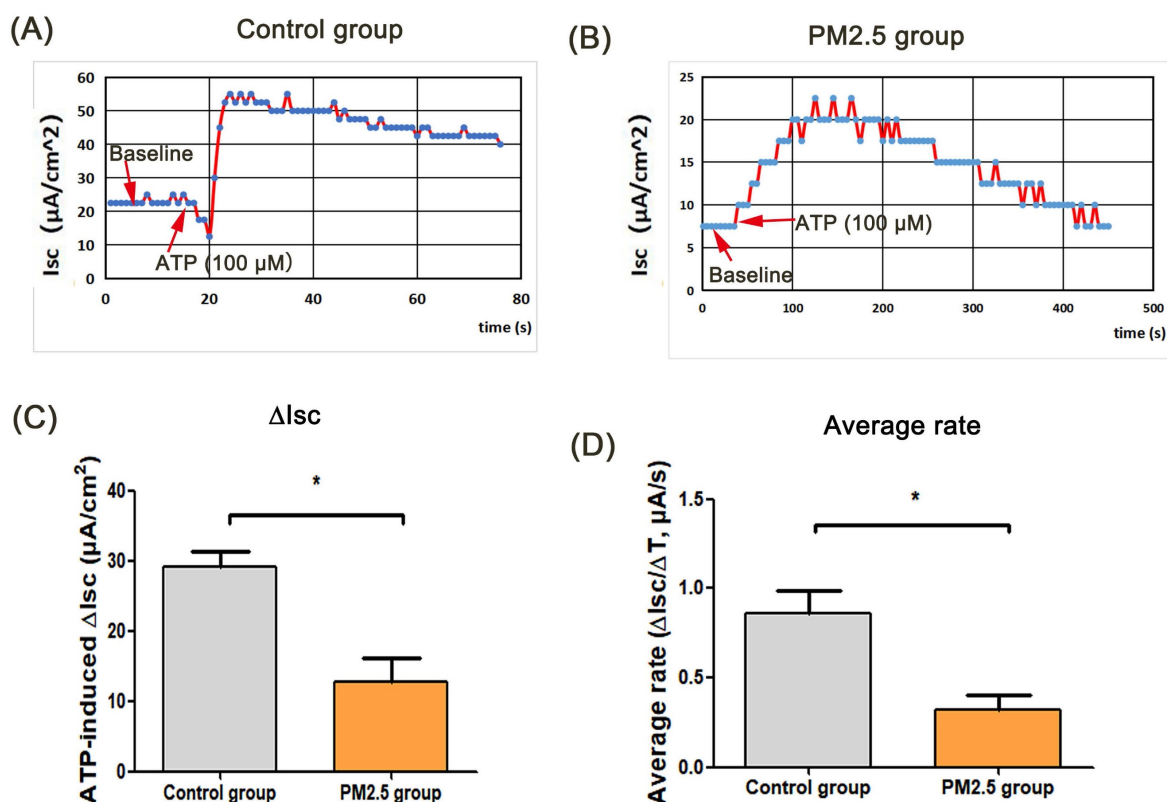 (A)
Control group
Isc (µA/cm^2)
60
50
40
30
20
10
0
Baseline
ATP (100 µM)
0 20 40 60 80
time (s)
(B)
PM2.5 group
Isc (µA/cm^2)
25
20
15
10
5
0
ATP (100 µM)
Baseline
0 100 200 300 400 500
time (s)
(C)
ΔIsc
ATP-induced ΔIsc (µA/cm²)
40
30
20
10
0
*
Control group PM2.5 group
(D)
Average rate
Average rate (ΔIsc/ΔT, µA/s)
1.5
1.0
0.5
0.0
*
Control group PM2.5 group